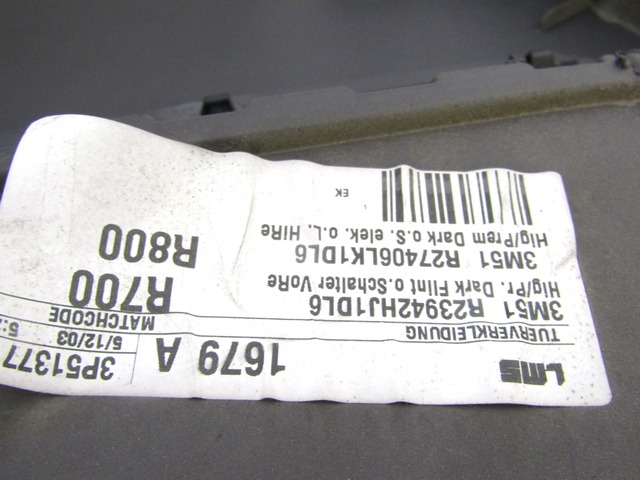 LMS 1679 A 3P51377
TUERVERKLEIDUNG 5/12/03
MATCHCODE
3M51 R23942HJ1DL6 R700
Hig/Pr. Dark Flint o.Schalter VoRe
3M51 R27406LK1DL6 R800
Hig/Prem Dark o.S. elek. o.L. HiRe
EK